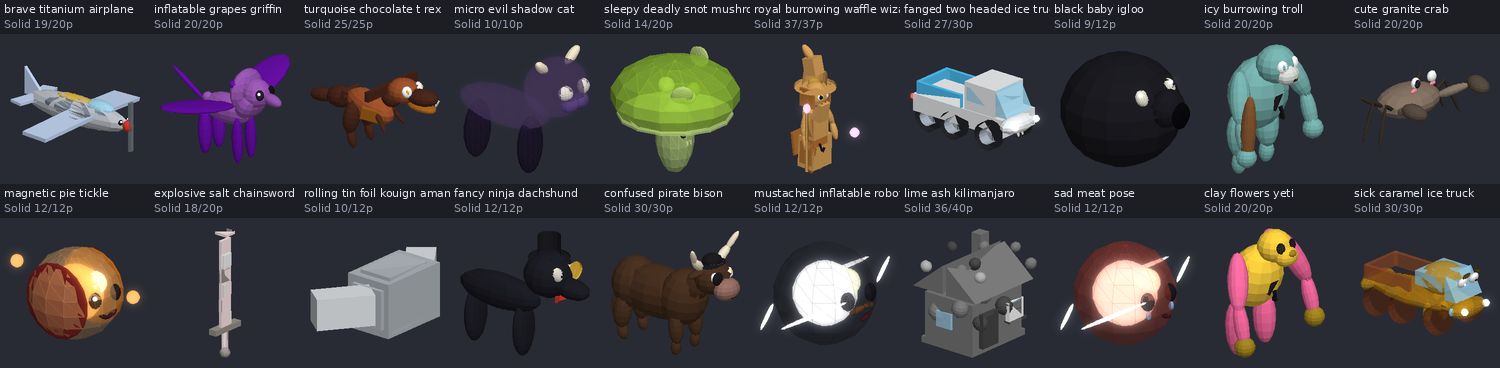 brave titanium airplane
Solid 19/20p
inflatable grapes griffin
Solid 20/20p
turquoise chocolate t rex
Solid 25/25p
micro evil shadow cat
Solid 10/10p
sleepy deadly snot mushro
Solid 14/20p
royal burrowing waffle wiza
Solid 37/37p
fanged two headed ice tru
Solid 27/30p
black baby igloo
Solid 9/12p
icy burrowing troll
Solid 20/20p
cute granite crab
Solid 20/20p
magnetic pie tickle
Solid 12/12p
explosive salt chainsword
Solid 18/20p
rolling tin foil kouign aman
Solid 10/12p
fancy ninja dachshund
Solid 12/12p
confused pirate bison
Solid 30/30p
mustached inflatable robo
Solid 12/12p
lime ash kilimanjaro
Solid 36/40p
sad meat pose
Solid 12/12p
clay flowers yeti
Solid 20/20p
sick caramel ice truck
Solid 30/30p